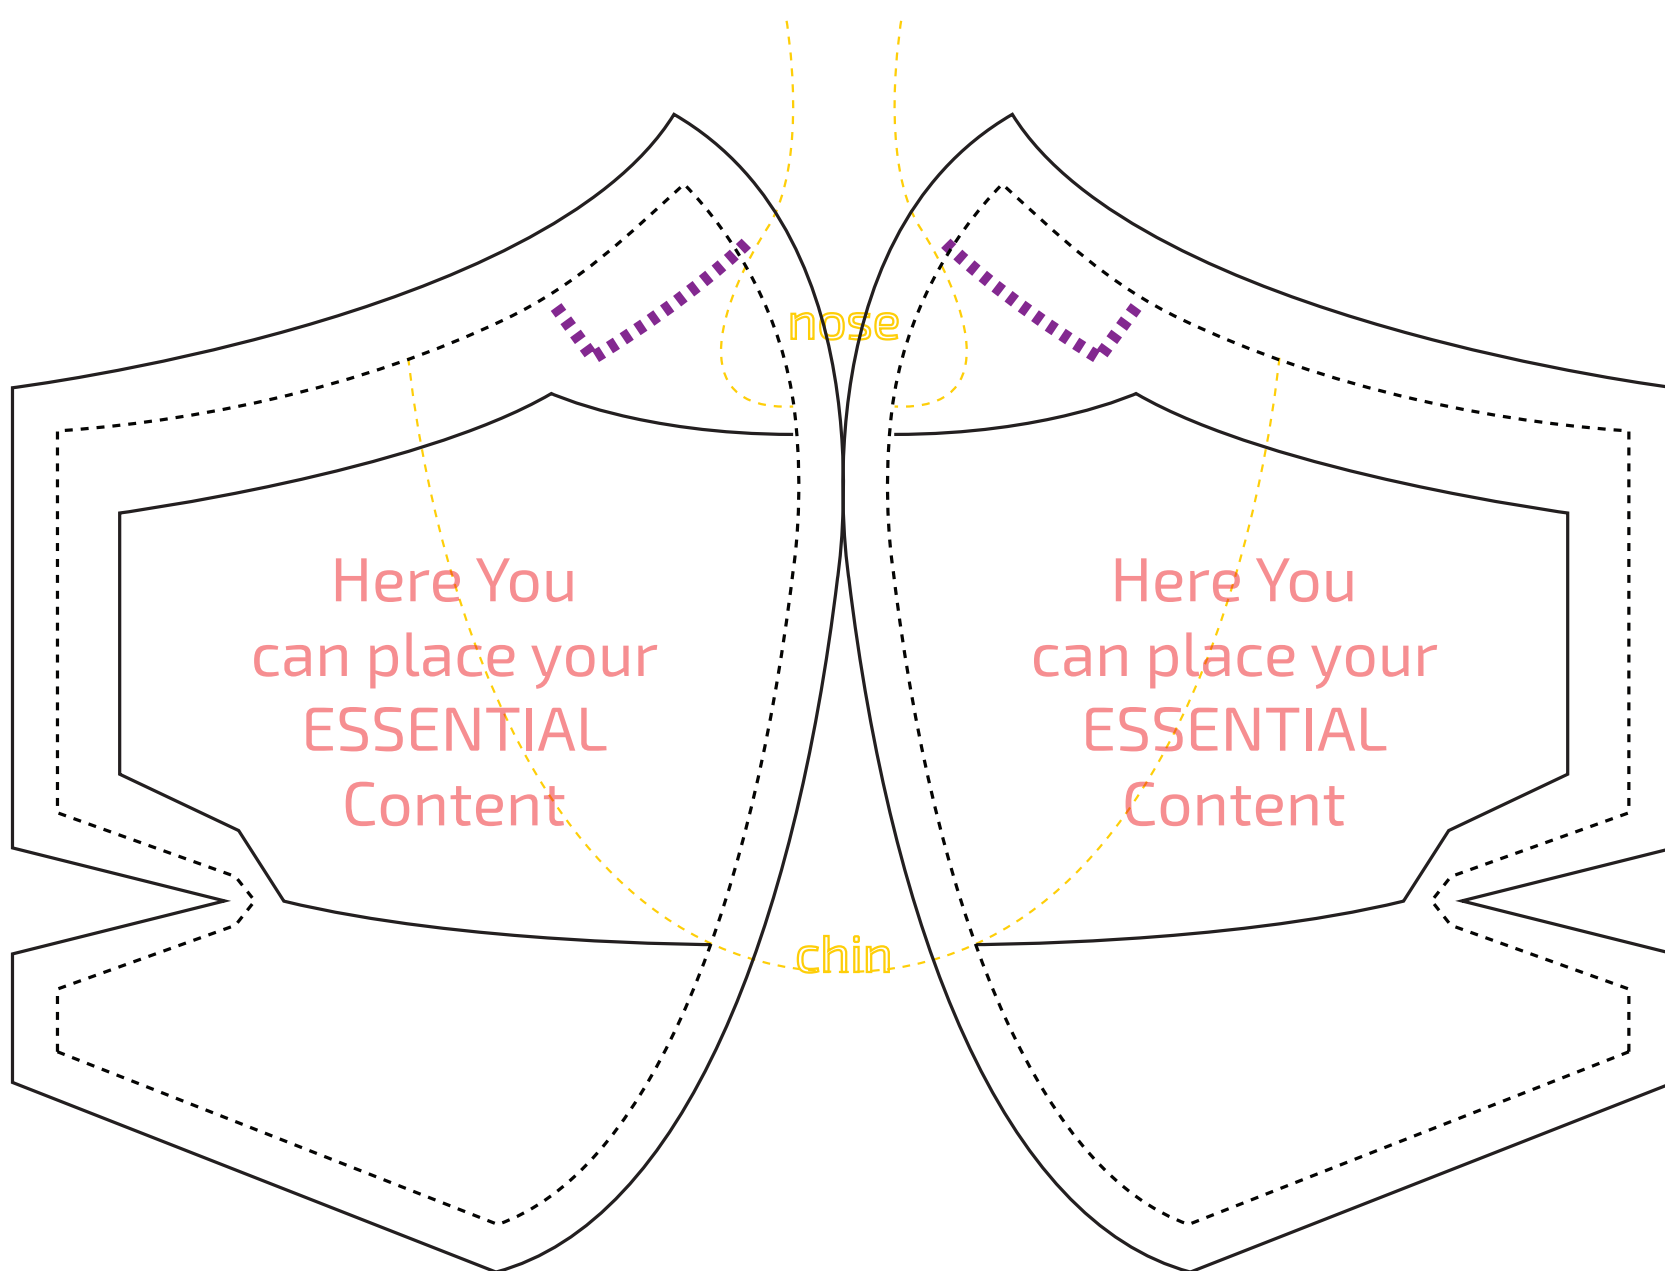 nose
Here You
can place your
ESSENTIAL
Content
Here You
can place your
ESSENTIAL
Content
chin